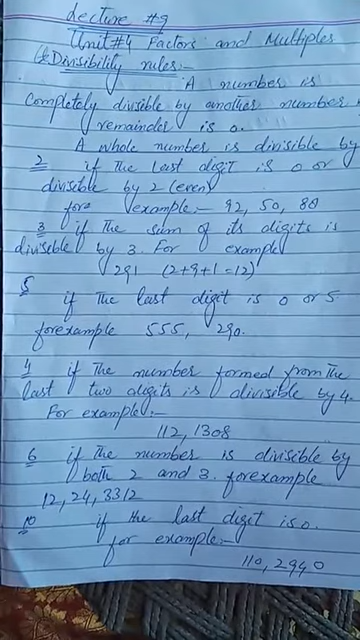 Lecture #9
Unit#4 Factors and Multiples
Divisibility rules:-
A number is
Completely divisible by another number
remainder is 0.
A whole number is divisible by
2 if the last digit is 0 or
divisible by 2 (even)
for example:- 92, 50, 88
3 if the sum of its digits is
divisible by 3. For example
291 (2+9+1=12)
5
if the last digit is 0 or 5
forexample 555, 290.
4 if the number formed from the
last two digits is divisible by 4.
For example:-
112, 1308
6 if the number is divisible by
both 2 and 3. forexample
12, 24, 3312
10 if the last digit is 0.
for example:-
110, 2940